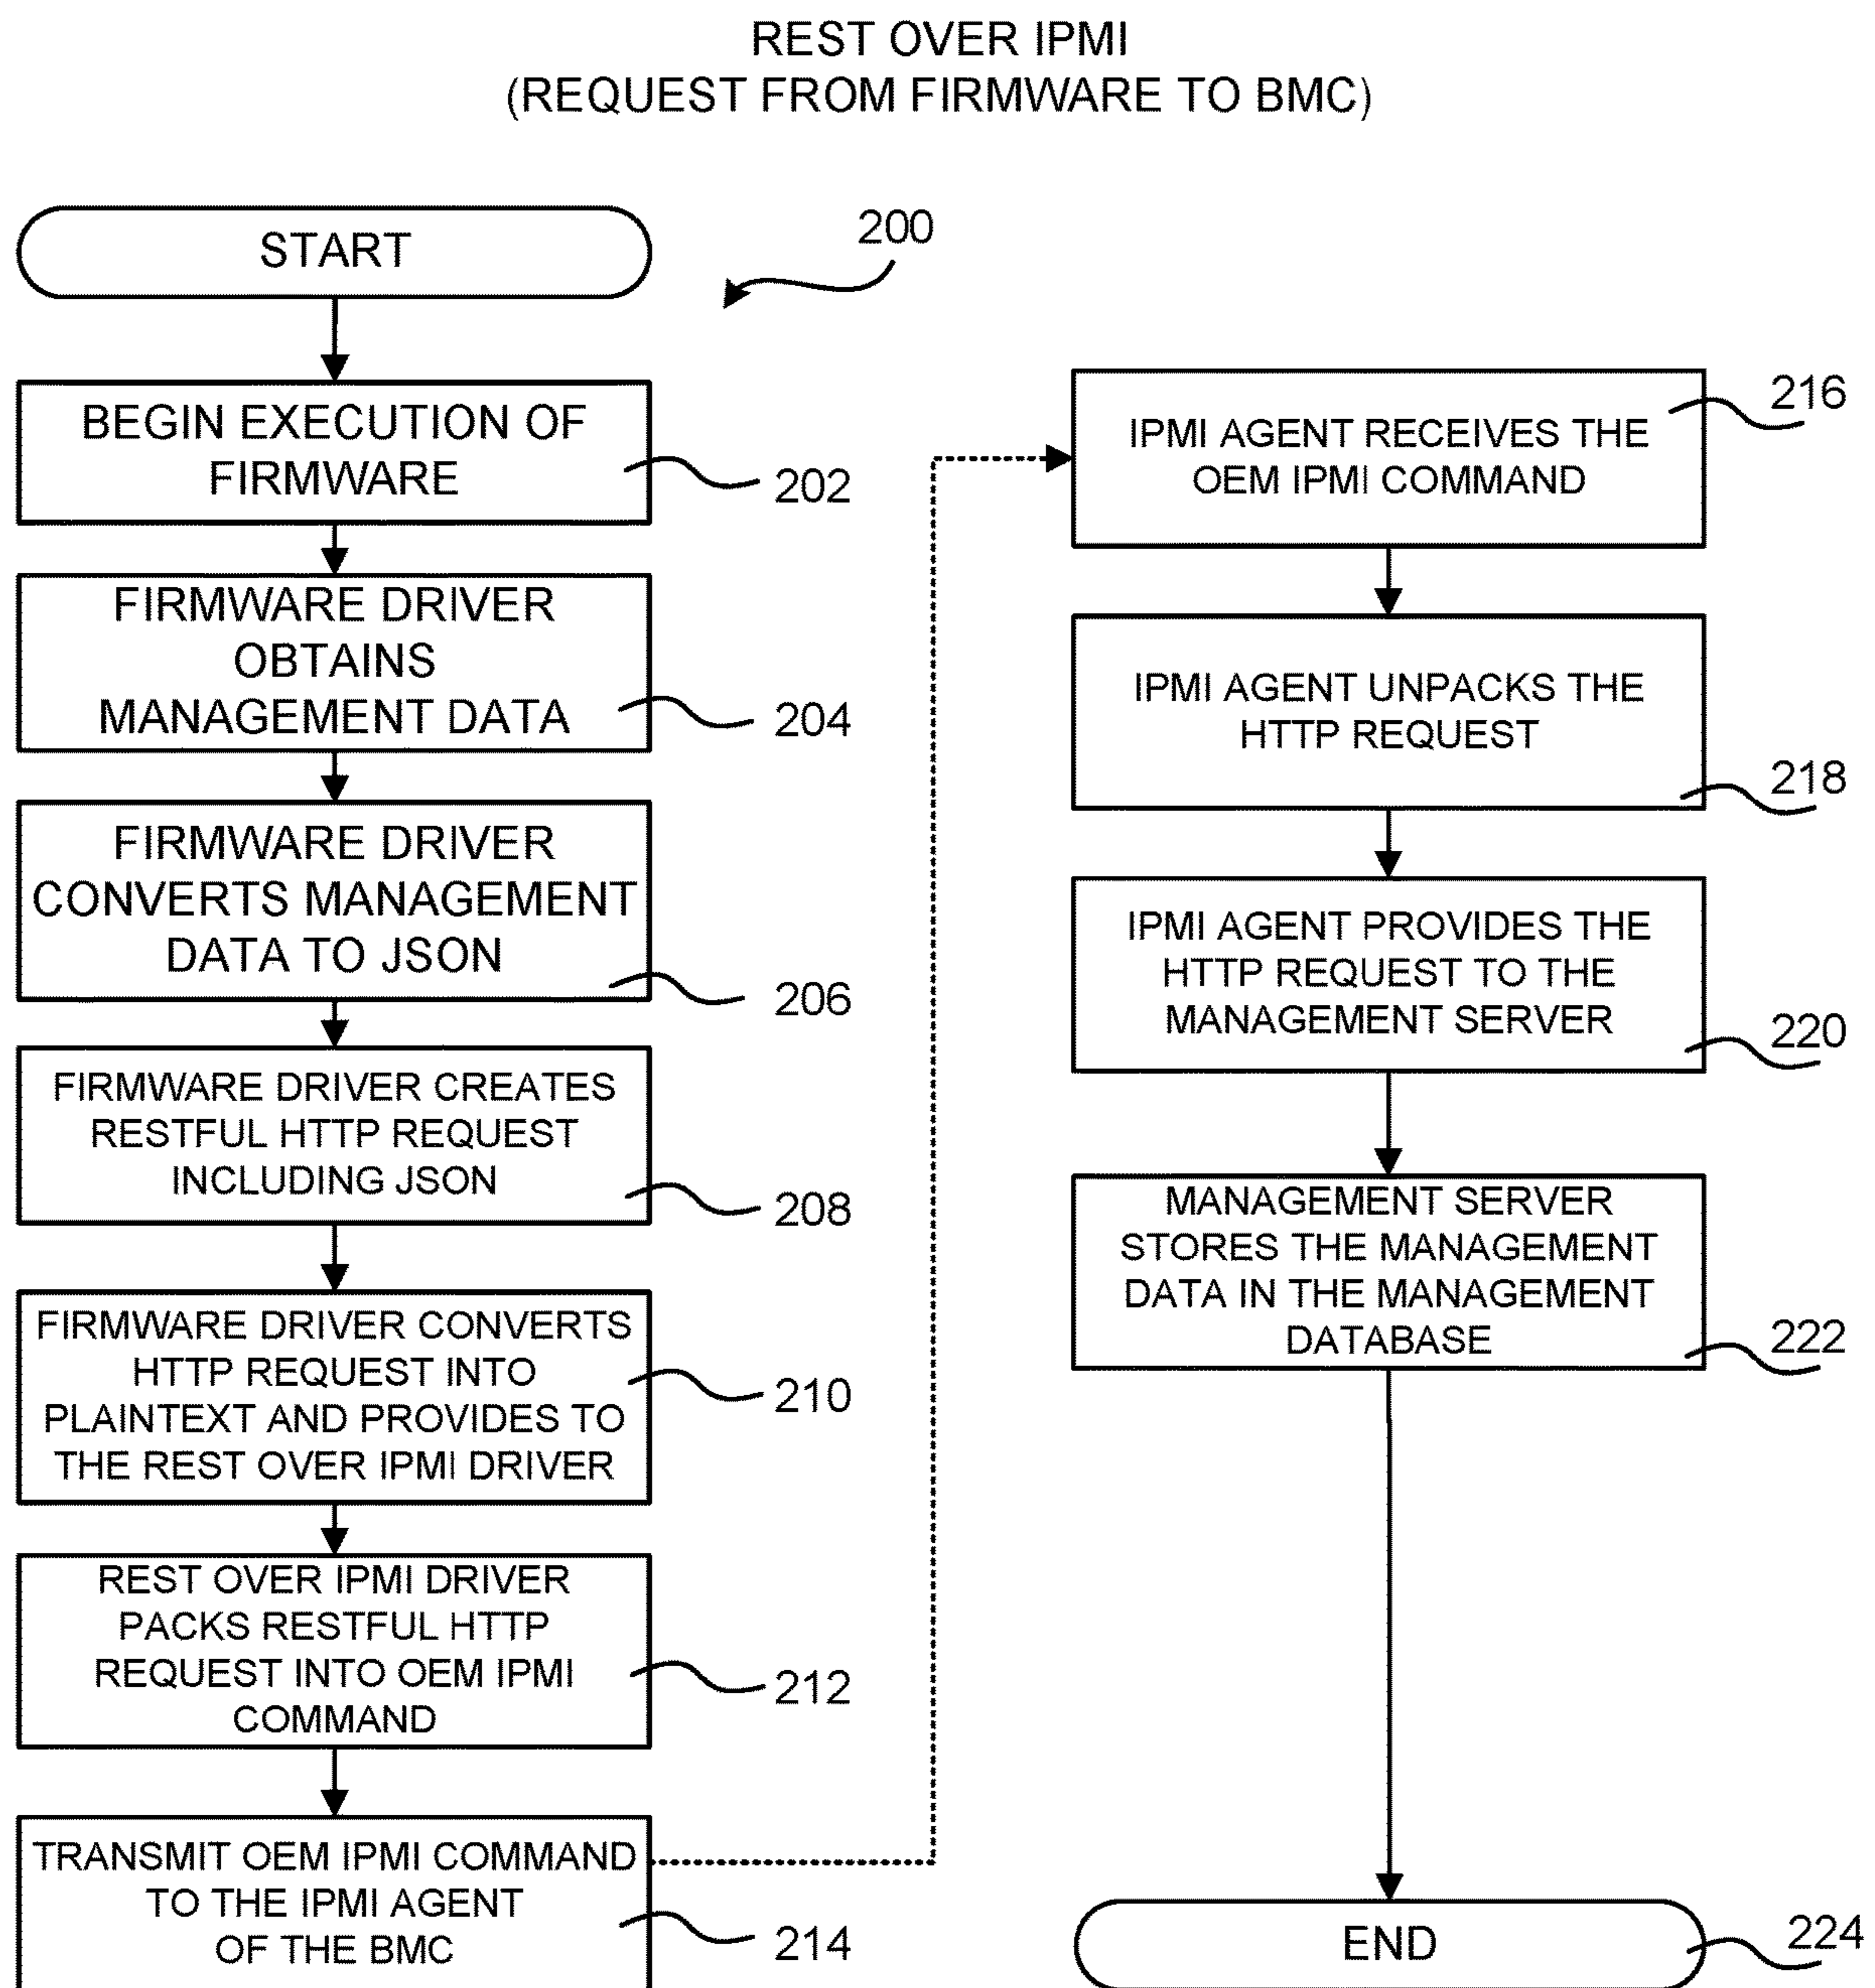 REST OVER IPMI
(REQUEST FROM FIRMWARE TO BMC)
START
200
BEGIN EXECUTION OF
FIRMWARE
202
FIRMWARE DRIVER
OBTAINS
MANAGEMENT DATA
204
FIRMWARE DRIVER
CONVERTS MANAGEMENT
DATA TO JSON
206
FIRMWARE DRIVER CREATES
RESTFUL HTTP REQUEST
INCLUDING JSON
208
FIRMWARE DRIVER CONVERTS
HTTP REQUEST INTO
PLAINTEXT AND PROVIDES TO
THE REST OVER IPMI DRIVER
210
REST OVER IPMI DRIVER
PACKS RESTFUL HTTP
REQUEST INTO OEM IPMI
COMMAND
212
TRANSMIT OEM IPMI COMMAND
TO THE IPMI AGENT
OF THE BMC
214
IPMI AGENT RECEIVES THE
OEM IPMI COMMAND
216
IPMI AGENT UNPACKS THE
HTTP REQUEST
218
IPMI AGENT PROVIDES THE
HTTP REQUEST TO THE
MANAGEMENT SERVER
220
MANAGEMENT SERVER
STORES THE MANAGEMENT
DATA IN THE MANAGEMENT
DATABASE
222
END
224